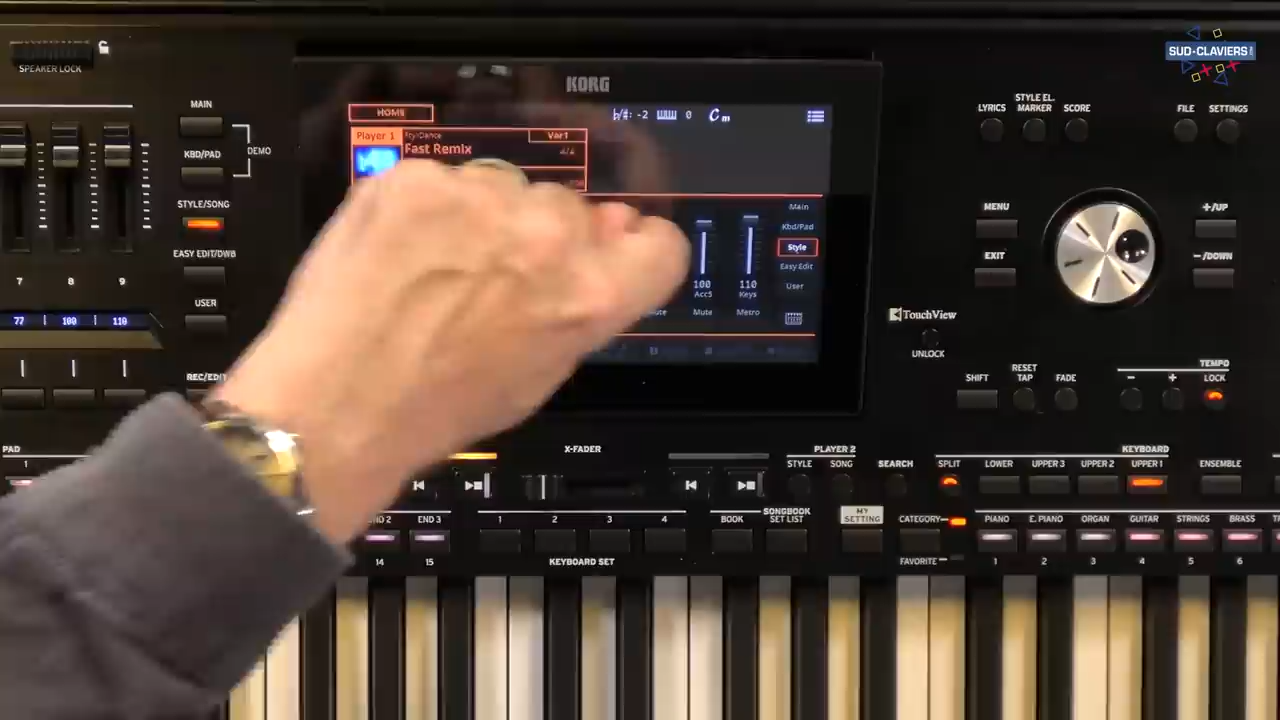 SUD-CLAVIERS
SPEAKER LOCK
KORG
MAIN
KBD/PAD
DEMO
STYLE/SONG
EASY EDIT/DWB
USER
REC/EDIT
7 8 9
77 100 110
HOME
b/#: -2 0 Cm
Player 1
Fast Remix
Ver1
4/4
Main
Kbd/Pad
Style
Easy Edit
User
100 110
Acc5 Keys
Mute Metro
LYRICS
STYLE EL.
MARKER
SCORE
FILE
SETTINGS
MENU
EXIT
+/UP
-/DOWN
TouchView
UNLOCK
SHIFT
RESET
TAP
FADE
TEMPO
- + LOCK
PAD
1
X-FADER
PLAYER 2
STYLE SONG
SEARCH
KEYBOARD
SPLIT LOWER UPPER 3 UPPER 2 UPPER 1
ENSEMBLE
END 3
14 15
1 2 3 4
KEYBOARD SET
SONGBOOK
BOOK SET LIST
MY
SETTING
CATEGORY
FAVORITE
PIANO E. PIANO ORGAN GUITAR STRINGS BRASS
1 2 3 4 5 6